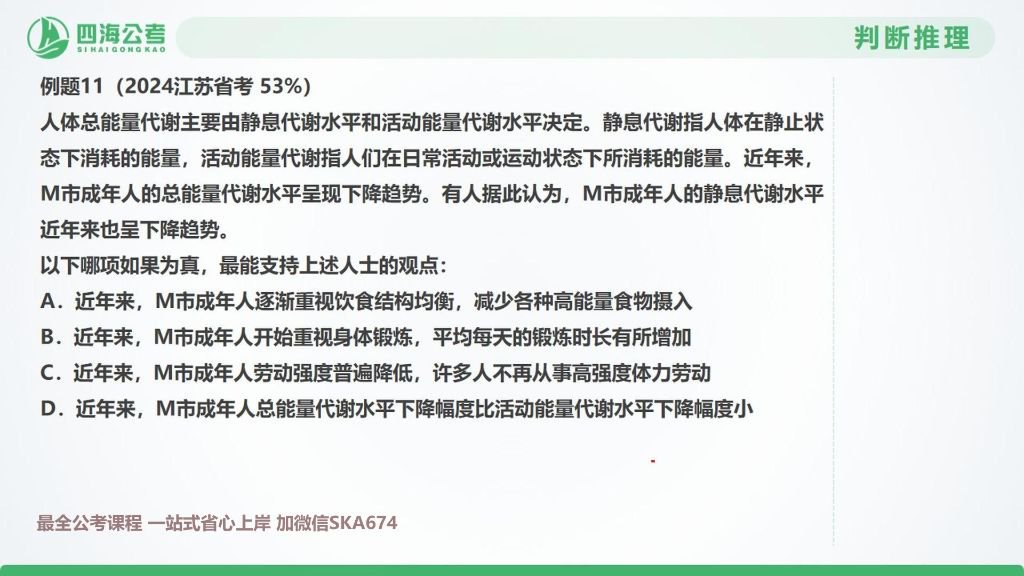 四海公考
SIHAIGONGKAO
判断推理
例题11（2024江苏省考 53%）
人体总能量代谢主要由静息代谢水平和活动能量代谢水平决定。静息代谢指人体在静止状
态下消耗的能量，活动能量代谢指人们在日常活动或运动状态下所消耗的能量。近年来，
M市成年人的总能量代谢水平呈现下降趋势。有人据此认为，M市成年人的静息代谢水平
近年来也呈下降趋势。
以下哪项如果为真，最能支持上述人士的观点：
A．近年来，M市成年人逐渐重视饮食结构均衡，减少各种高能量食物摄入
B．近年来，M市成年人开始重视身体锻炼，平均每天的锻炼时长有所增加
C．近年来，M市成年人劳动强度普遍降低，许多人不再从事高强度体力劳动
D．近年来，M市成年人总能量代谢水平下降幅度比活动能量代谢水平下降幅度小
最全公考课程 一站式省心上岸 加微信SKA674